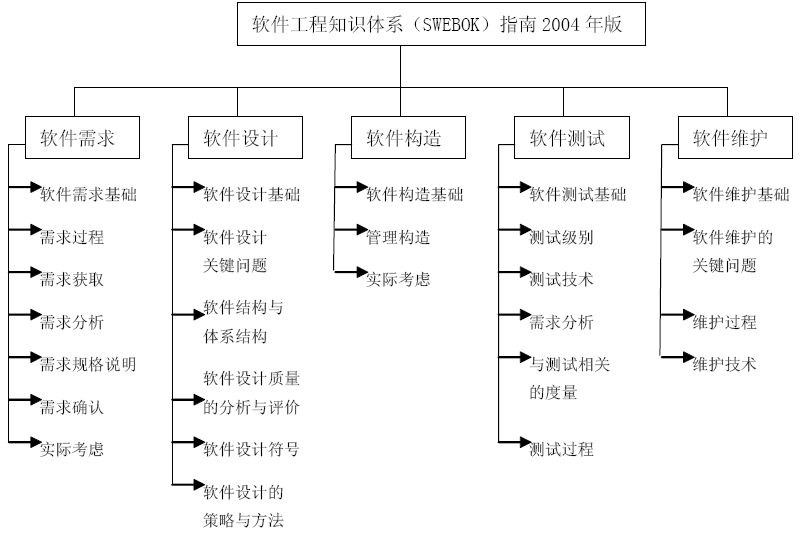 软件工程知识体系（SWEBOK）指南 2004 年版
软件需求
软件需求基础
需求过程
需求获取
需求分析
需求规格说明
需求确认
实际考虑
软件设计
软件设计基础
软件设计
关键问题
软件结构与
体系结构
软件设计质量
的分析与评价
软件设计符号
软件设计的
策略与方法
软件构造
软件构造基础
管理构造
实际考虑
软件测试
软件测试基础
测试级别
测试技术
需求分析
与测试相关
的度量
测试过程
软件维护
软件维护基础
软件维护的
关键问题
维护过程
维护技术